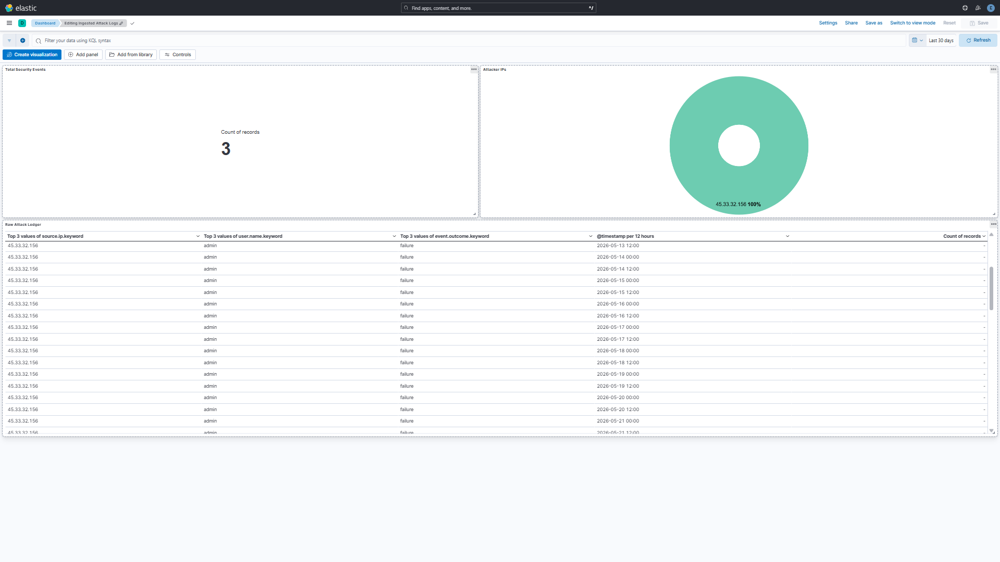 elastic
Find apps, content, and more.
^/
E
D
Dashboard
Editing Ingested Attack Logs
Settings
Share
Save as
Switch to view mode
Reset
Save
Filter your data using KQL syntax
Last 30 days
Refresh
Create visualization
Add panel
Add from library
Controls
Total Security Events
Count of records
3
Attacker IPs
45.33.32.156 100%
Raw Attack Ledger
Top 3 values of source.ip.keyword Top 3 values of user.name.keyword Top 3 values of event.outcome.keyword @timestamp per 12 hours Count of records
45.33.32.156 admin failure 2026-05-13 12:00 -
45.33.32.156 admin failure 2026-05-14 00:00 -
45.33.32.156 admin failure 2026-05-14 12:00 -
45.33.32.156 admin failure 2026-05-15 00:00 -
45.33.32.156 admin failure 2026-05-15 12:00 -
45.33.32.156 admin failure 2026-05-16 00:00 -
45.33.32.156 admin failure 2026-05-16 12:00 -
45.33.32.156 admin failure 2026-05-17 00:00 -
45.33.32.156 admin failure 2026-05-17 12:00 -
45.33.32.156 admin failure 2026-05-18 00:00 -
45.33.32.156 admin failure 2026-05-18 12:00 -
45.33.32.156 admin failure 2026-05-19 00:00 -
45.33.32.156 admin failure 2026-05-19 12:00 -
45.33.32.156 admin failure 2026-05-20 00:00 -
45.33.32.156 admin failure 2026-05-20 12:00 -
45.33.32.156 admin failure 2026-05-21 00:00 -
45.33.32.156 admin failure 2026-05-21 12:00 -